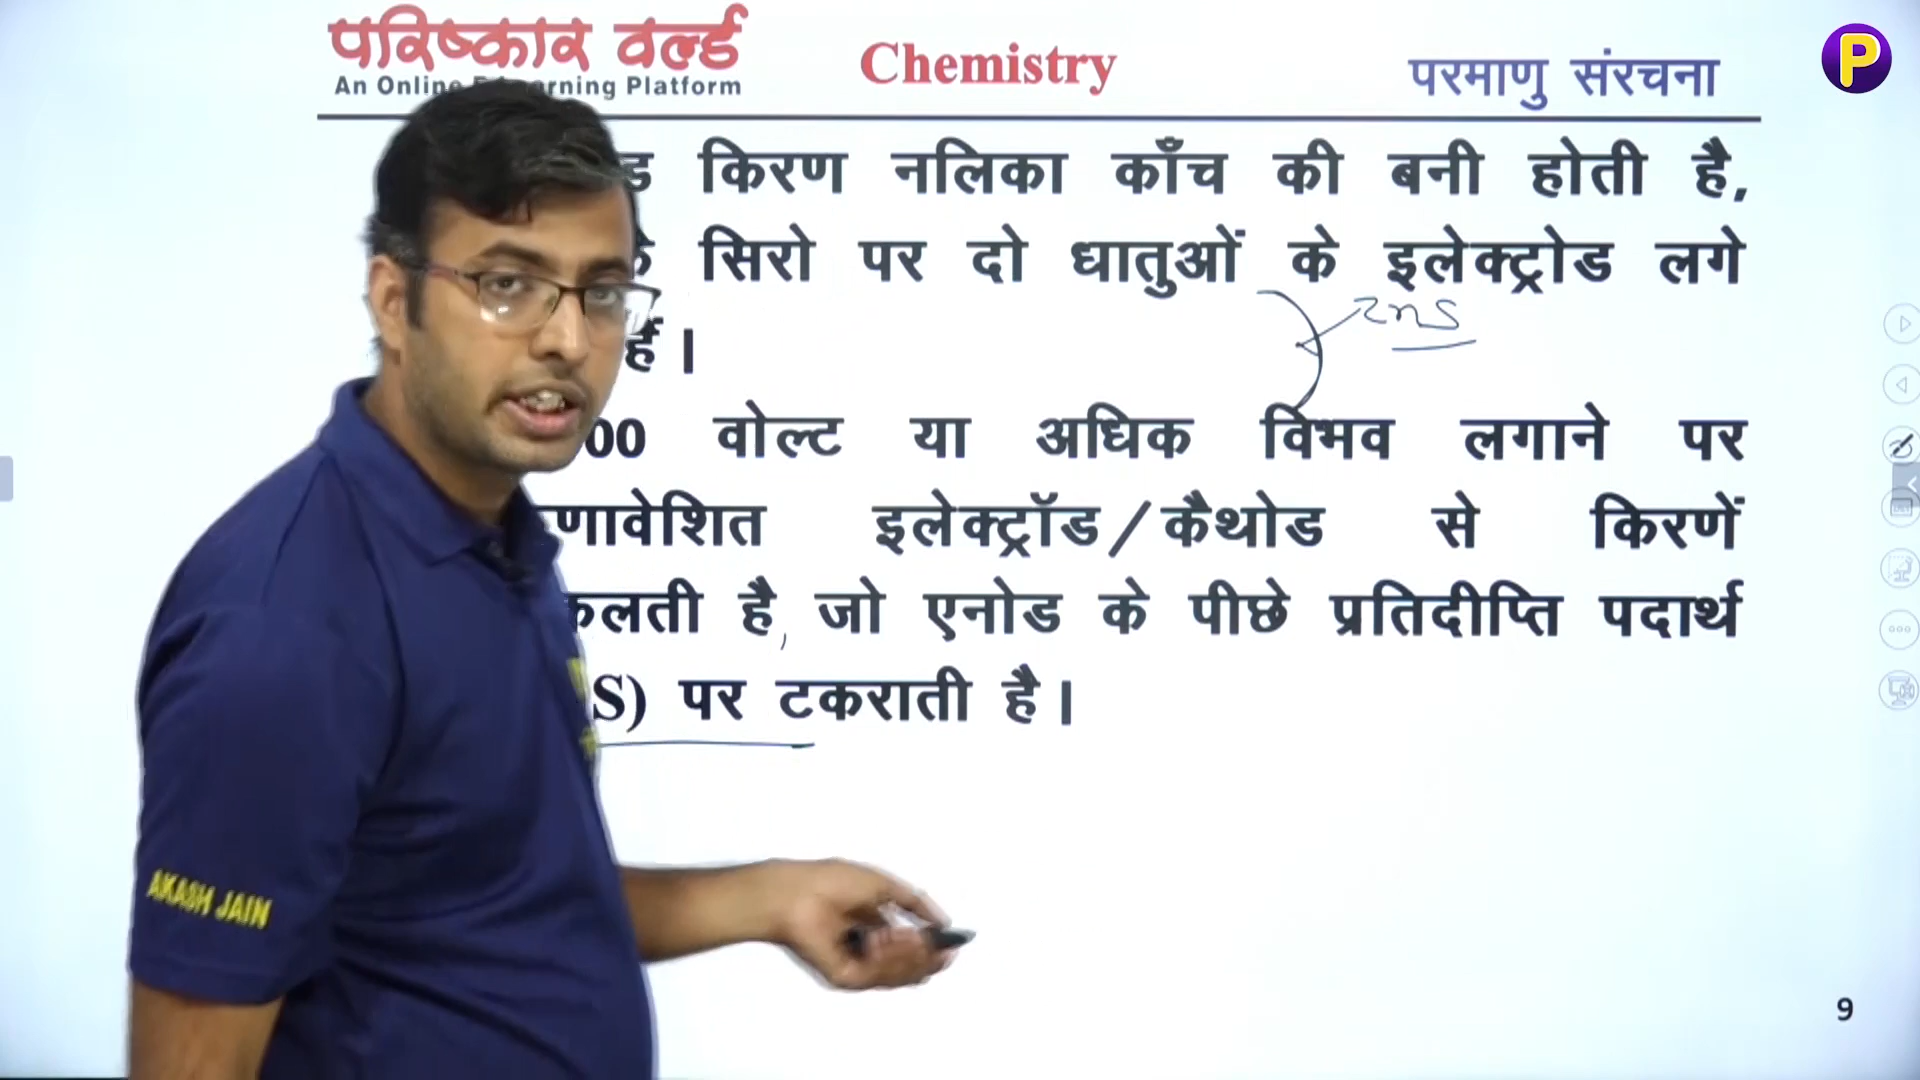 परिष्कार वर्ल्ड
An Online Learning Platform
Chemistry
परमाणु संरचना
P
किरण नलिका काँच की बनी होती है,
सिरो पर दो धातुओं के इलेक्ट्रोड लगे
हैं।
ZnS
00 वोल्ट या अधिक विभव लगाने पर
णावेशित इलेक्ट्रॉड/कैथोड से किरणें
कलती है, जो एनोड के पीछे प्रतिदीप्ति पदार्थ
S) पर टकराती है।
AKASH JAIN
9